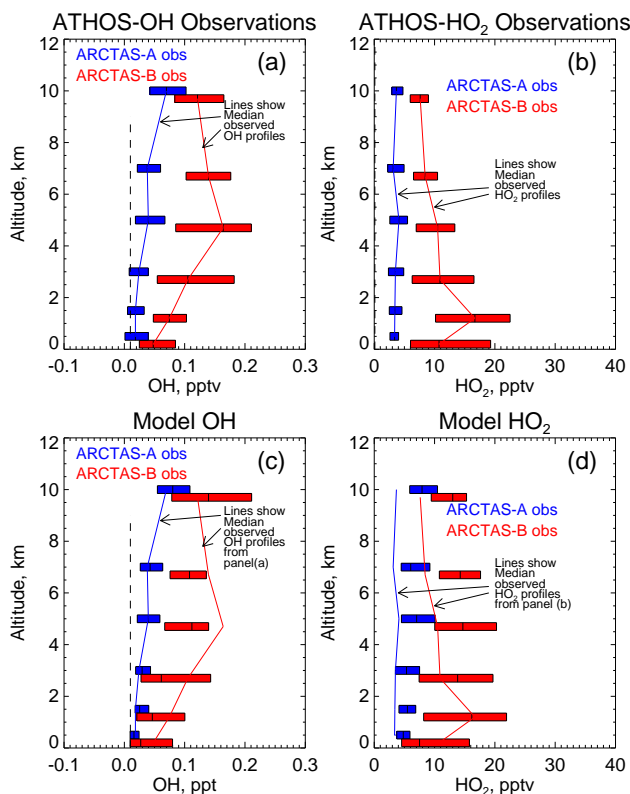 ATHOS-OH Observations
ARCTAS-A obs
ARCTAS-B obs
(a)
Lines show
Median
observed
OH profiles
Altitude, km
12
10
8
6
4
2
0
-0.1 0.0 0.1 0.2 0.3
OH, pptv
ATHOS-HO2 Observations
(b)
ARCTAS-A obs
ARCTAS-B obs
Lines show
Median
observed
HO2 profiles
Altitude, km
12
10
8
6
4
2
0
0 10 20 30 40
HO2, pptv
Model OH
ARCTAS-A obs
ARCTAS-B obs
(c)
Lines show
Median
observed
OH profiles
from
panel(a)
Altitude, km
12
10
8
6
4
2
0
-0.1 0.0 0.1 0.2 0.3
OH, ppt
Model HO2
(d)
ARCTAS-A obs
ARCTAS-B obs
Lines show
Median
observed
HO2 profiles
from panel (b)
Altitude, km
12
10
8
6
4
2
0
0 10 20 30 40
HO2, pptv